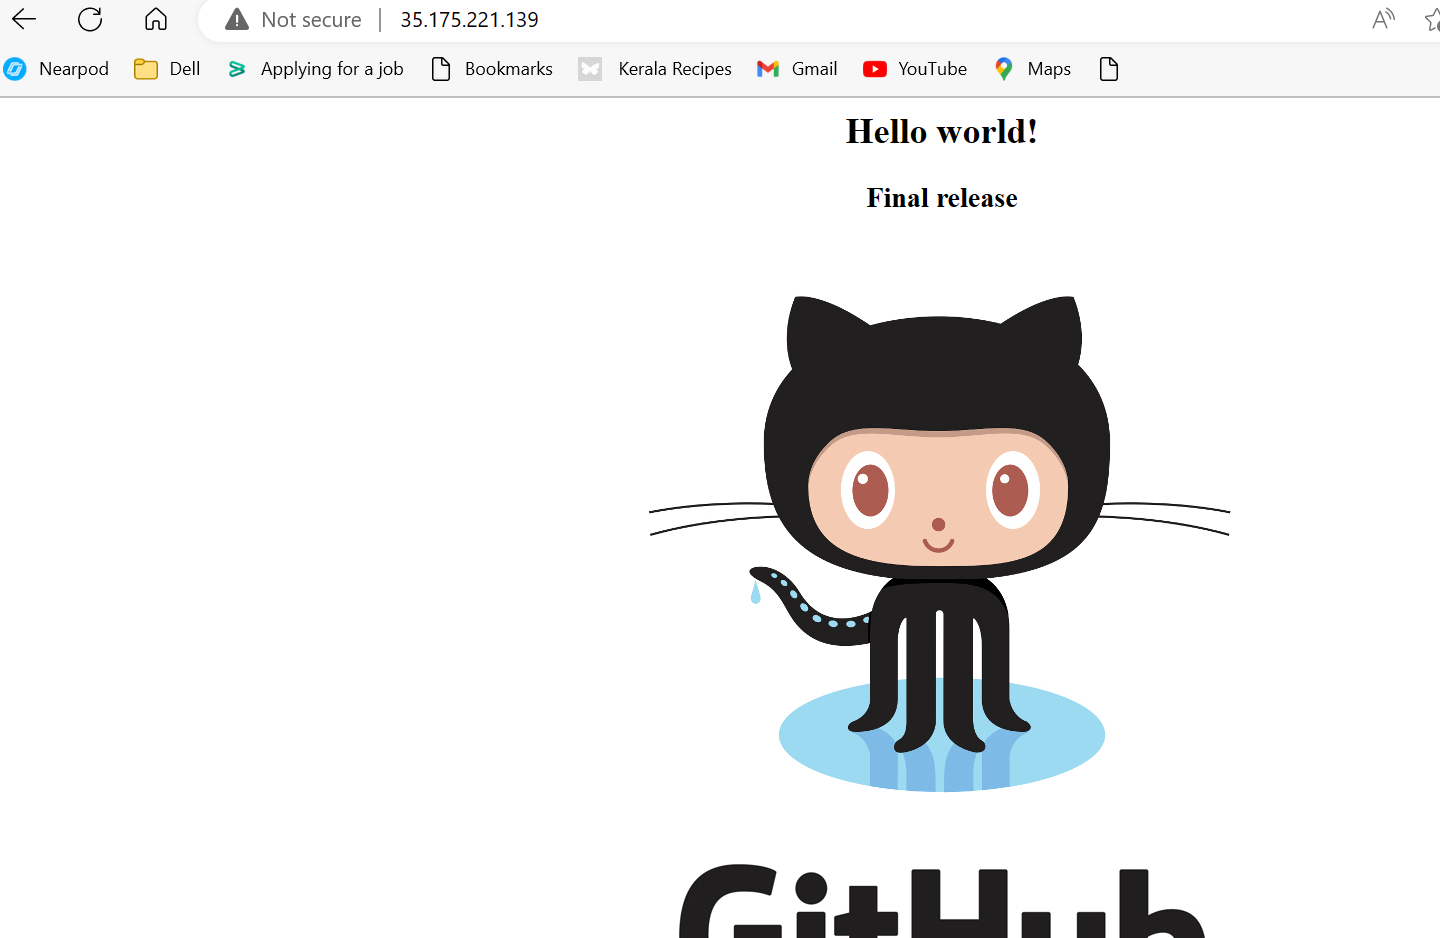 Not secure | 35.175.221.139
Nearpod Dell Applying for a job Bookmarks Kerala Recipes Gmail YouTube Maps
Hello world!
Final release
GitHub